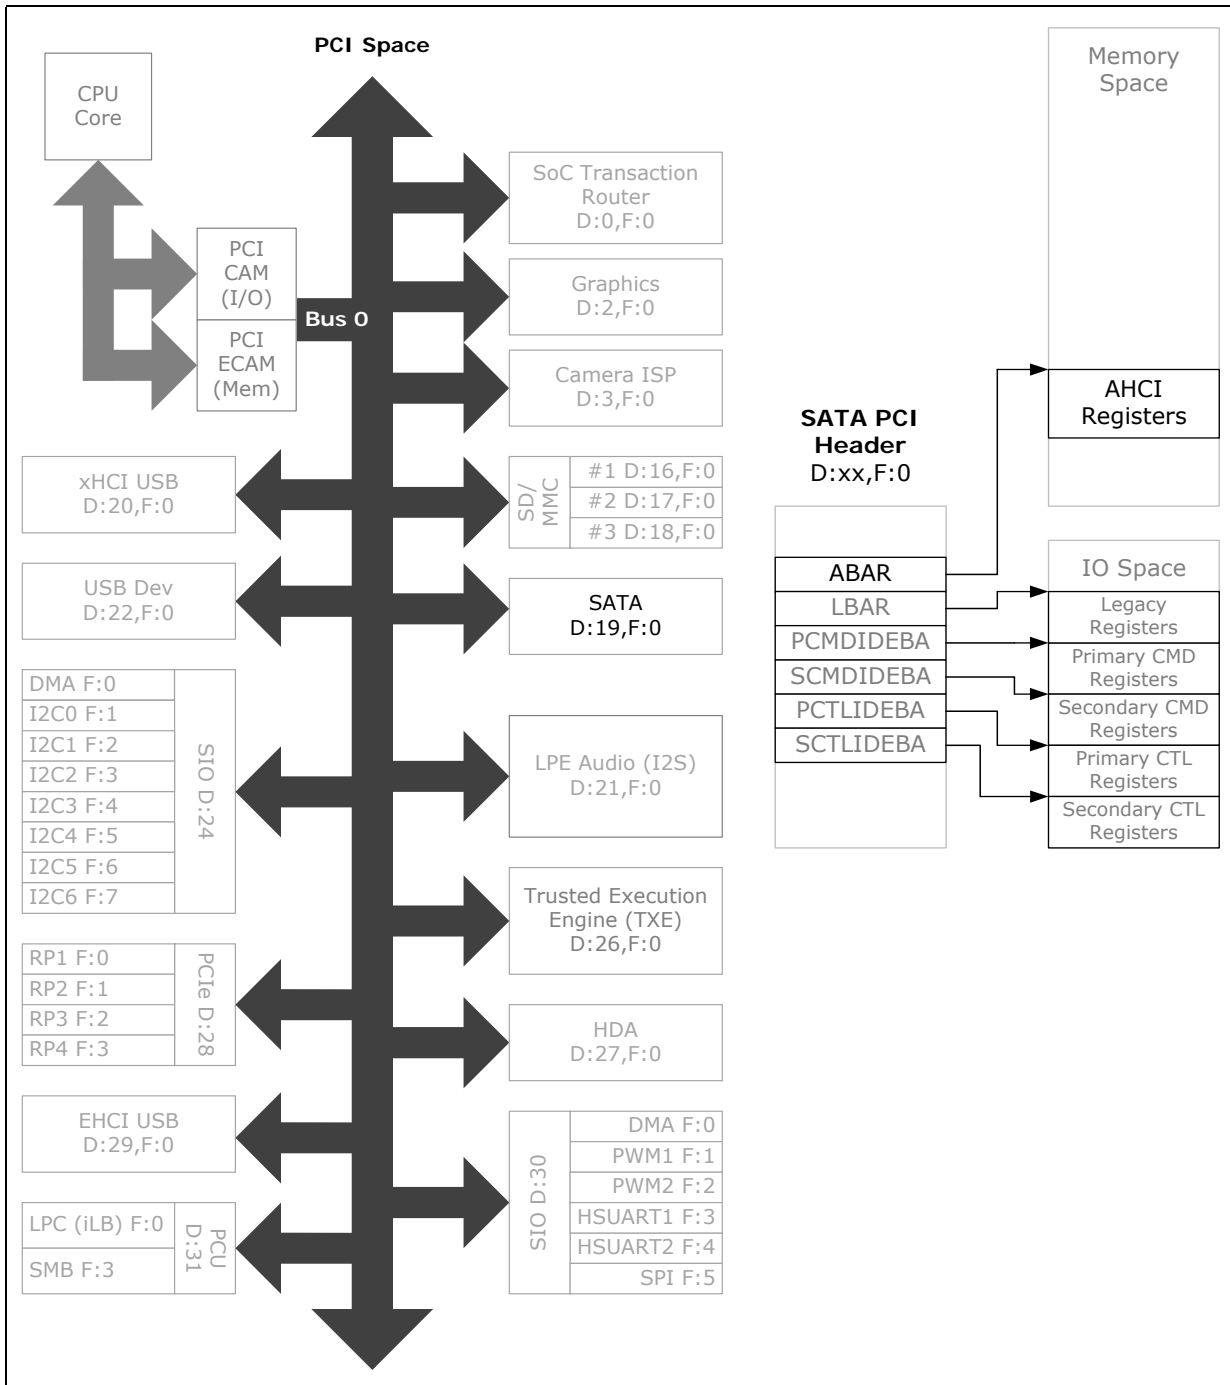 PCI Space
CPU
Core
PCI
CAM
(I/O)
PCI
ECAM
(Mem)
Bus 0
SoC Transaction
Router
D:0,F:0
Graphics
D:2,F:0
Camera ISP
D:3,F:0
SD/
MMC
#1 D:16,F:0
#2 D:17,F:0
#3 D:18,F:0
SATA
D:19,F:0
LPE Audio (I2S)
D:21,F:0
Trusted Execution
Engine (TXE)
D:26,F:0
HDA
D:27,F:0
SIO D:30
DMA F:0
PWM1 F:1
PWM2 F:2
HSUART1 F:3
HSUART2 F:4
SPI F:5
xHCI USB
D:20,F:0
USB Dev
D:22,F:0
DMA F:0
I2C0 F:1
I2C1 F:2
I2C2 F:3
I2C3 F:4
I2C4 F:5
I2C5 F:6
I2C6 F:7
SIO D:24
RP1 F:0
RP2 F:1
RP3 F:2
RP4 F:3
PCIe D:28
EHCI USB
D:29,F:0
LPC (iLB) F:0
SMB F:3
PCU
D:31
SATA PCI
Header
D:xx,F:0
ABAR
LBAR
PCMDIDEBA
SCMDIDEBA
PCTLIDEBA
SCTLIDEBA
Memory
Space
AHCI
Registers
IO Space
Legacy
Registers
Primary CMD
Registers
Secondary CMD
Registers
Primary CTL
Registers
Secondary CTL
Registers